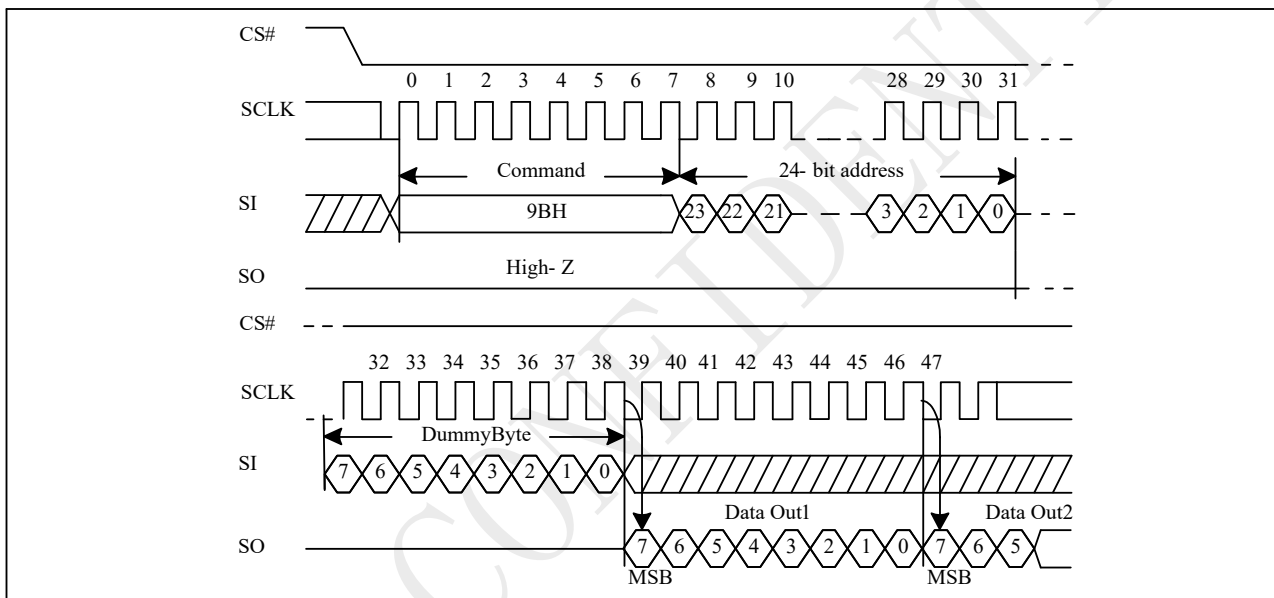 CS#
0 1 2 3 4 5 6 7 8 9 10 28 29 30 31
SCLK
Command 24- bit address
SI 9BH 23 22 21 3 2 1 0
SO High- Z
CS#
32 33 34 35 36 37 38 39 40 41 42 43 44 45 46 47
SCLK
DummyByte
SI 7 6 5 4 3 2 1 0
Data Out1 Data Out2
SO 7 6 5 4 3 2 1 0 7 6 5
MSB MSB
CONFIDENT